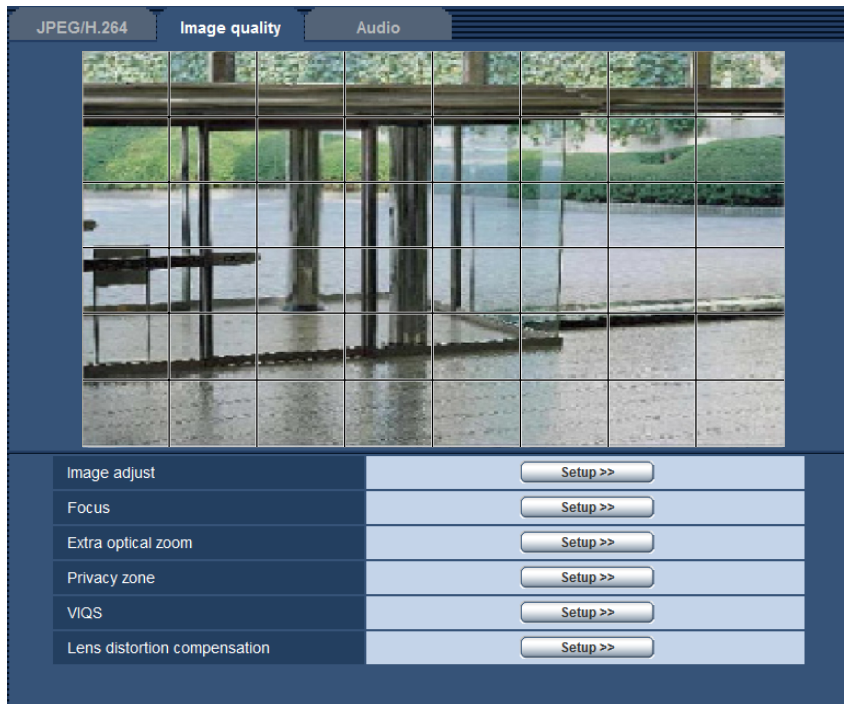 JPEG/H.264 Image quality Audio
Image adjust Setup >>
Focus Setup >>
Extra optical zoom Setup >>
Privacy zone Setup >>
VIQS Setup >>
Lens distortion compensation Setup >>